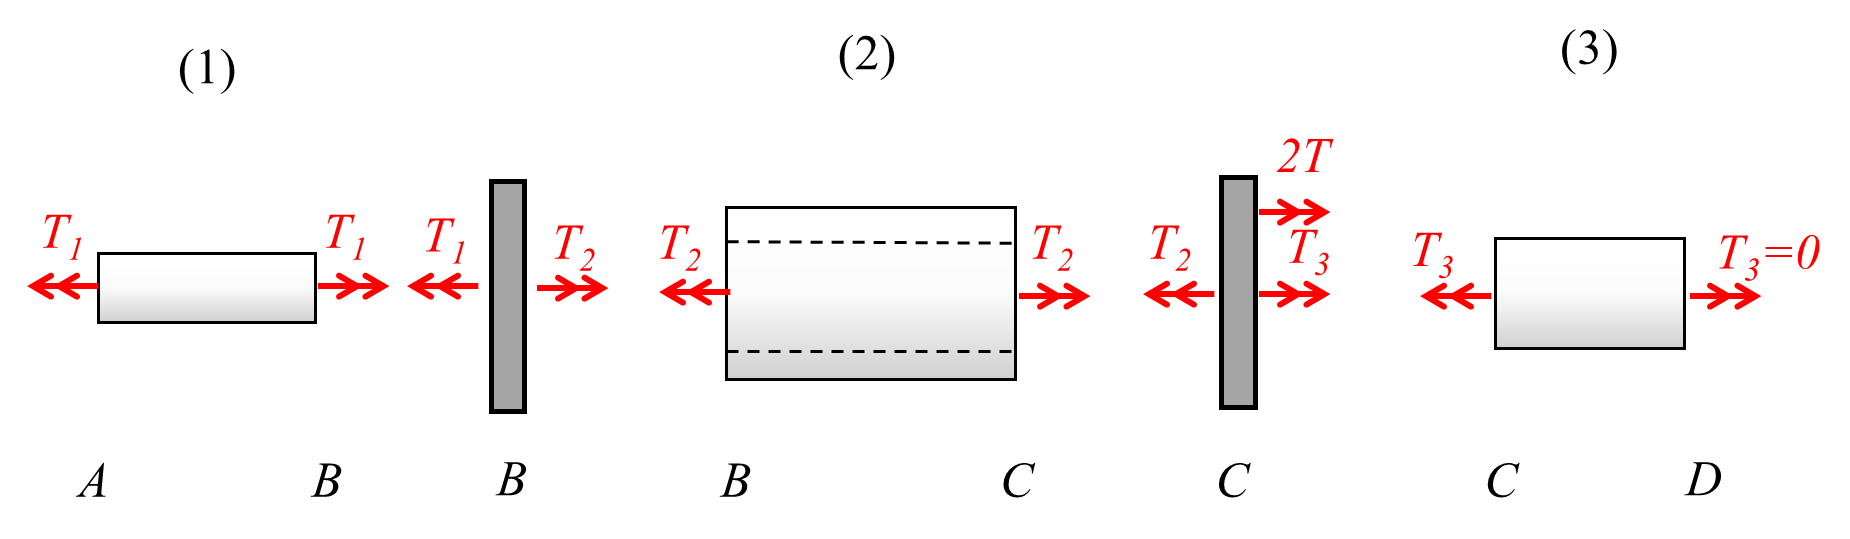 (1) (2) (3)
2T
T₁ T₁ T₁ T₂ T₂ T₂ T₂ T₃ T₃ T₃=0
A B B B C C C D